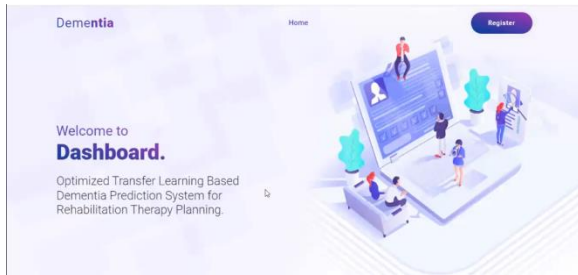 Dementia
Home
Register
Welcome to
Dashboard.
Optimized Transfer Learning Based
Dementia Prediction System for
Rehabilitation Therapy Planning.